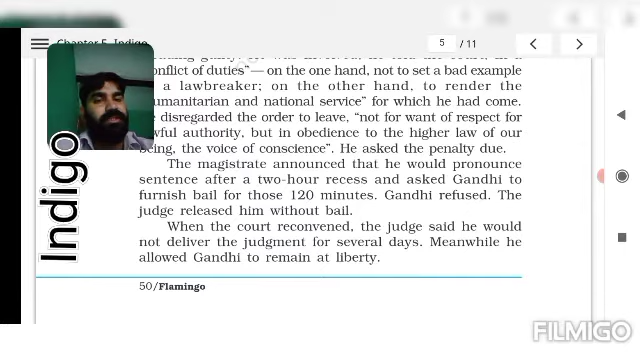 Chapter 5 Indigo
5 / 11
conflict of duties”— on the one hand, not to set a bad example
a lawbreaker; on the other hand, to render the
humanitarian and national service” for which he had come.
disregarded the order to leave, “not for want of respect for
lawful authority, but in obedience to the higher law of our
being, the voice of conscience”. He asked the penalty due.
The magistrate announced that he would pronounce
sentence after a two-hour recess and asked Gandhi to
furnish bail for those 120 minutes. Gandhi refused. The
judge released him without bail.
When the court reconvened, the judge said he would
not deliver the judgment for several days. Meanwhile he
allowed Gandhi to remain at liberty.
50/Flamingo
Indigo
FILMIGO